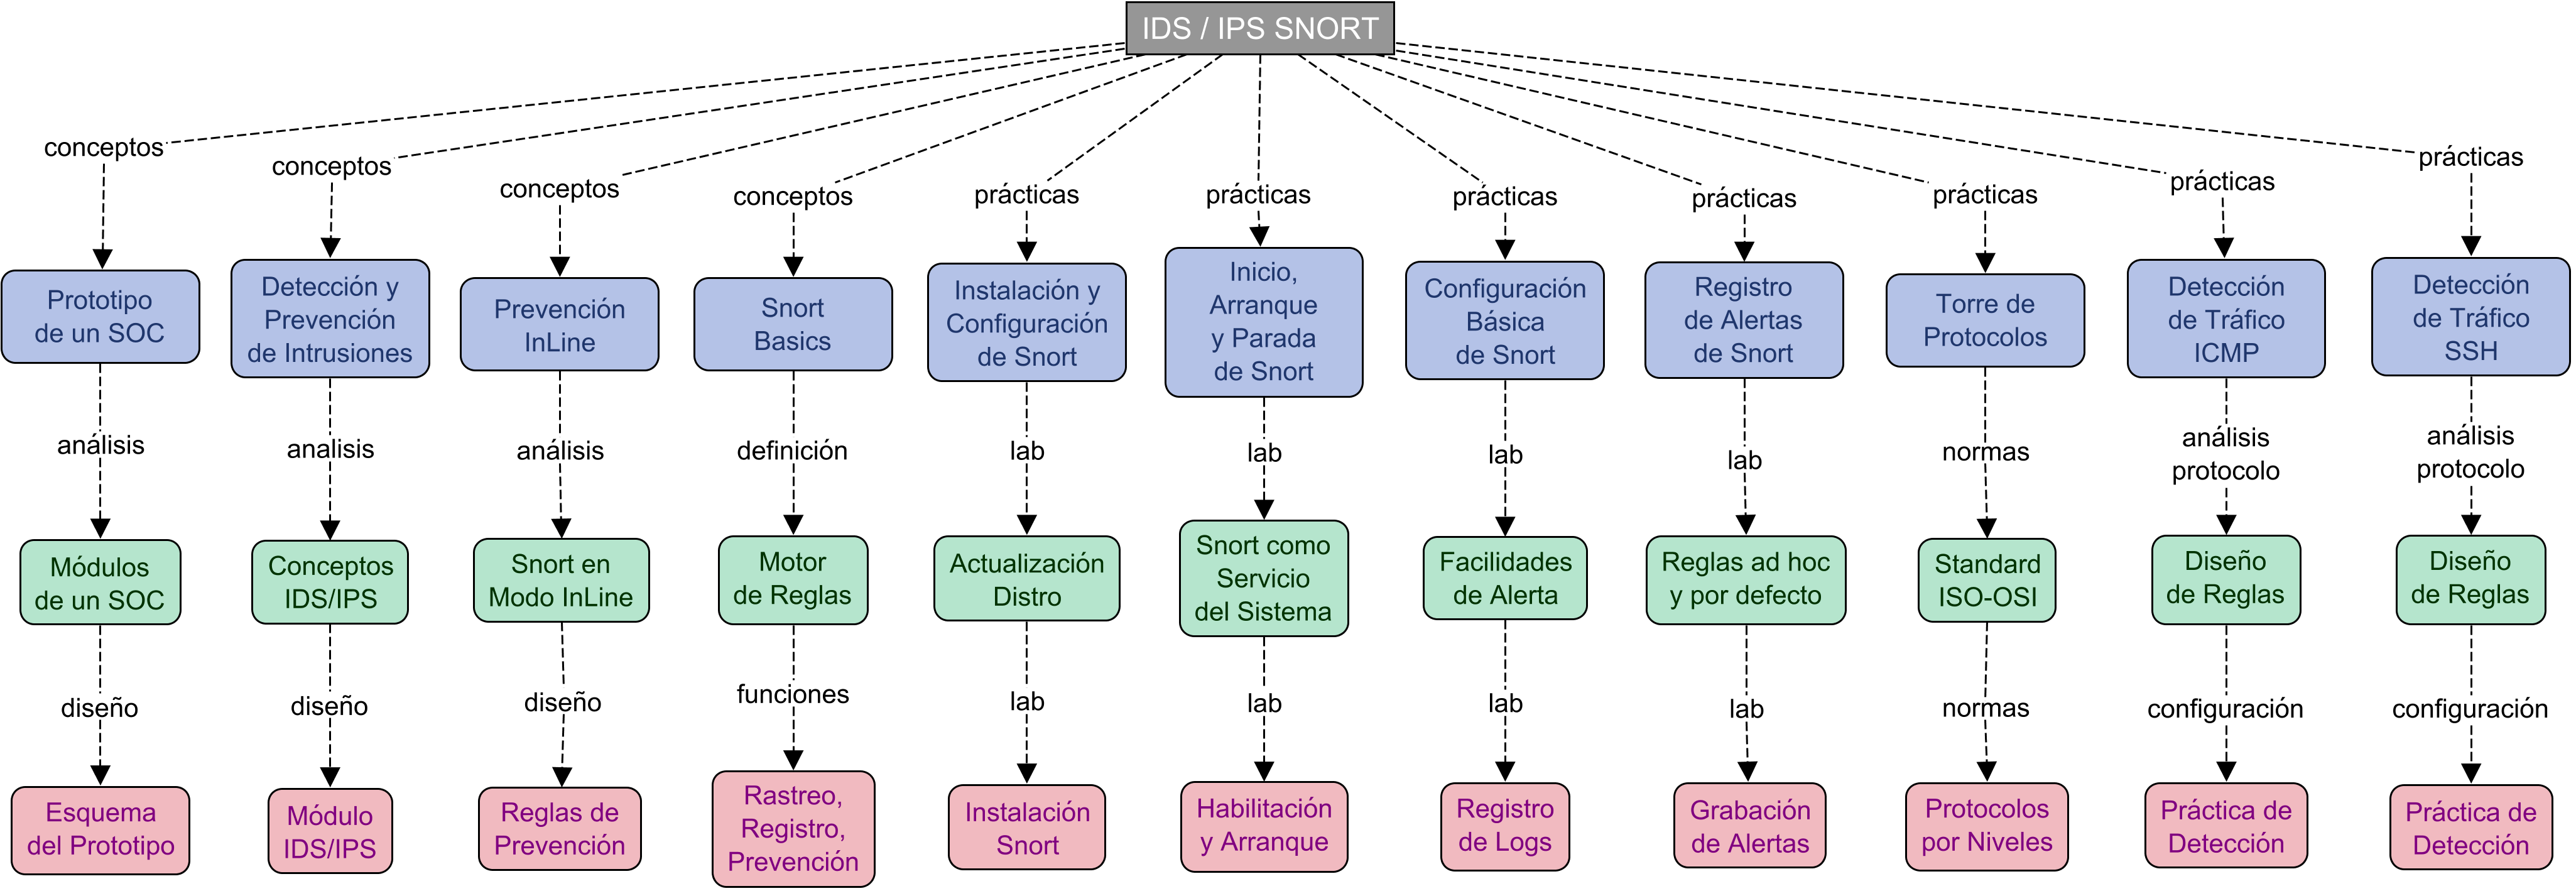 IDS / IPS SNORT
conceptos
conceptos
conceptos
conceptos
prácticas
prácticas
prácticas
prácticas
prácticas
prácticas
prácticas
Prototipo
de un SOC
Detección y
Prevención
de Intrusiones
Prevención
InLine
Snort
Basics
Instalación y
Configuración
de Snort
Inicio,
Arranque
y Parada
de Snort
Configuración
Básica
de Snort
Registro
de Alertas
de Snort
Torre de
Protocolos
Detección
de Tráfico
ICMP
Detección
de Tráfico
SSH
análisis
analisis
análisis
definición
lab
lab
lab
lab
normas
análisis
protocolo
análisis
protocolo
Módulos
de un SOC
Conceptos
IDS/IPS
Snort en
Modo InLine
Motor
de Reglas
Actualización
Distro
Snort como
Servicio
del Sistema
Facilidades
de Alerta
Reglas ad hoc
y por defecto
Standard
ISO-OSI
Diseño
de Reglas
Diseño
de Reglas
diseño
diseño
diseño
funciones
lab
lab
lab
lab
normas
configuración
configuración
Esquema
del Prototipo
Módulo
IDS/IPS
Reglas de
Prevención
Rastreo,
Registro,
Prevención
Instalación
Snort
Habilitación
y Arranque
Registro
de Logs
Grabación
de Alertas
Protocolos
por Niveles
Práctica de
Detección
Práctica de
Detección